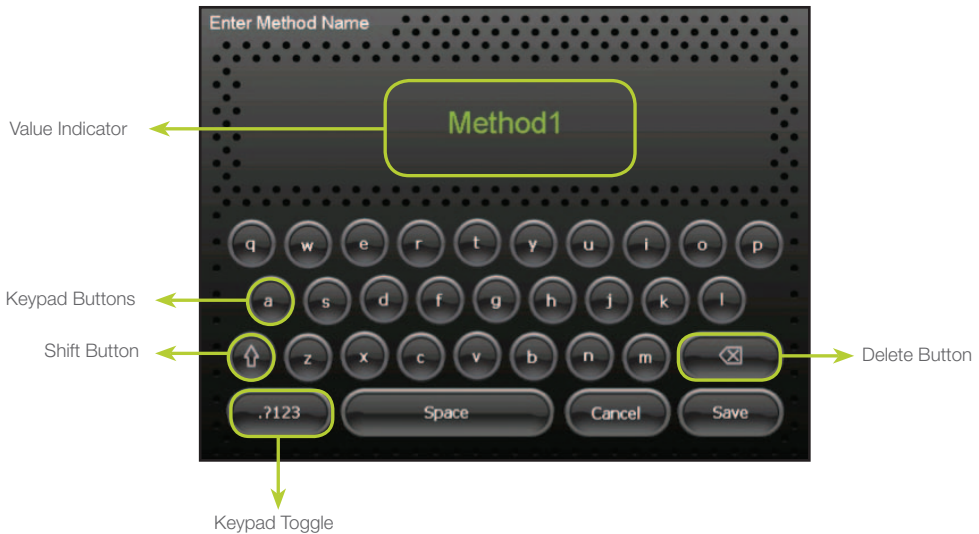 Enter Method Name
Value Indicator
Method1
q w e r t y u i o p
Keypad Buttons
a s d f g h j k l
Shift Button
z x c v b n m
Delete Button
.?123 Space Cancel Save
Keypad Toggle